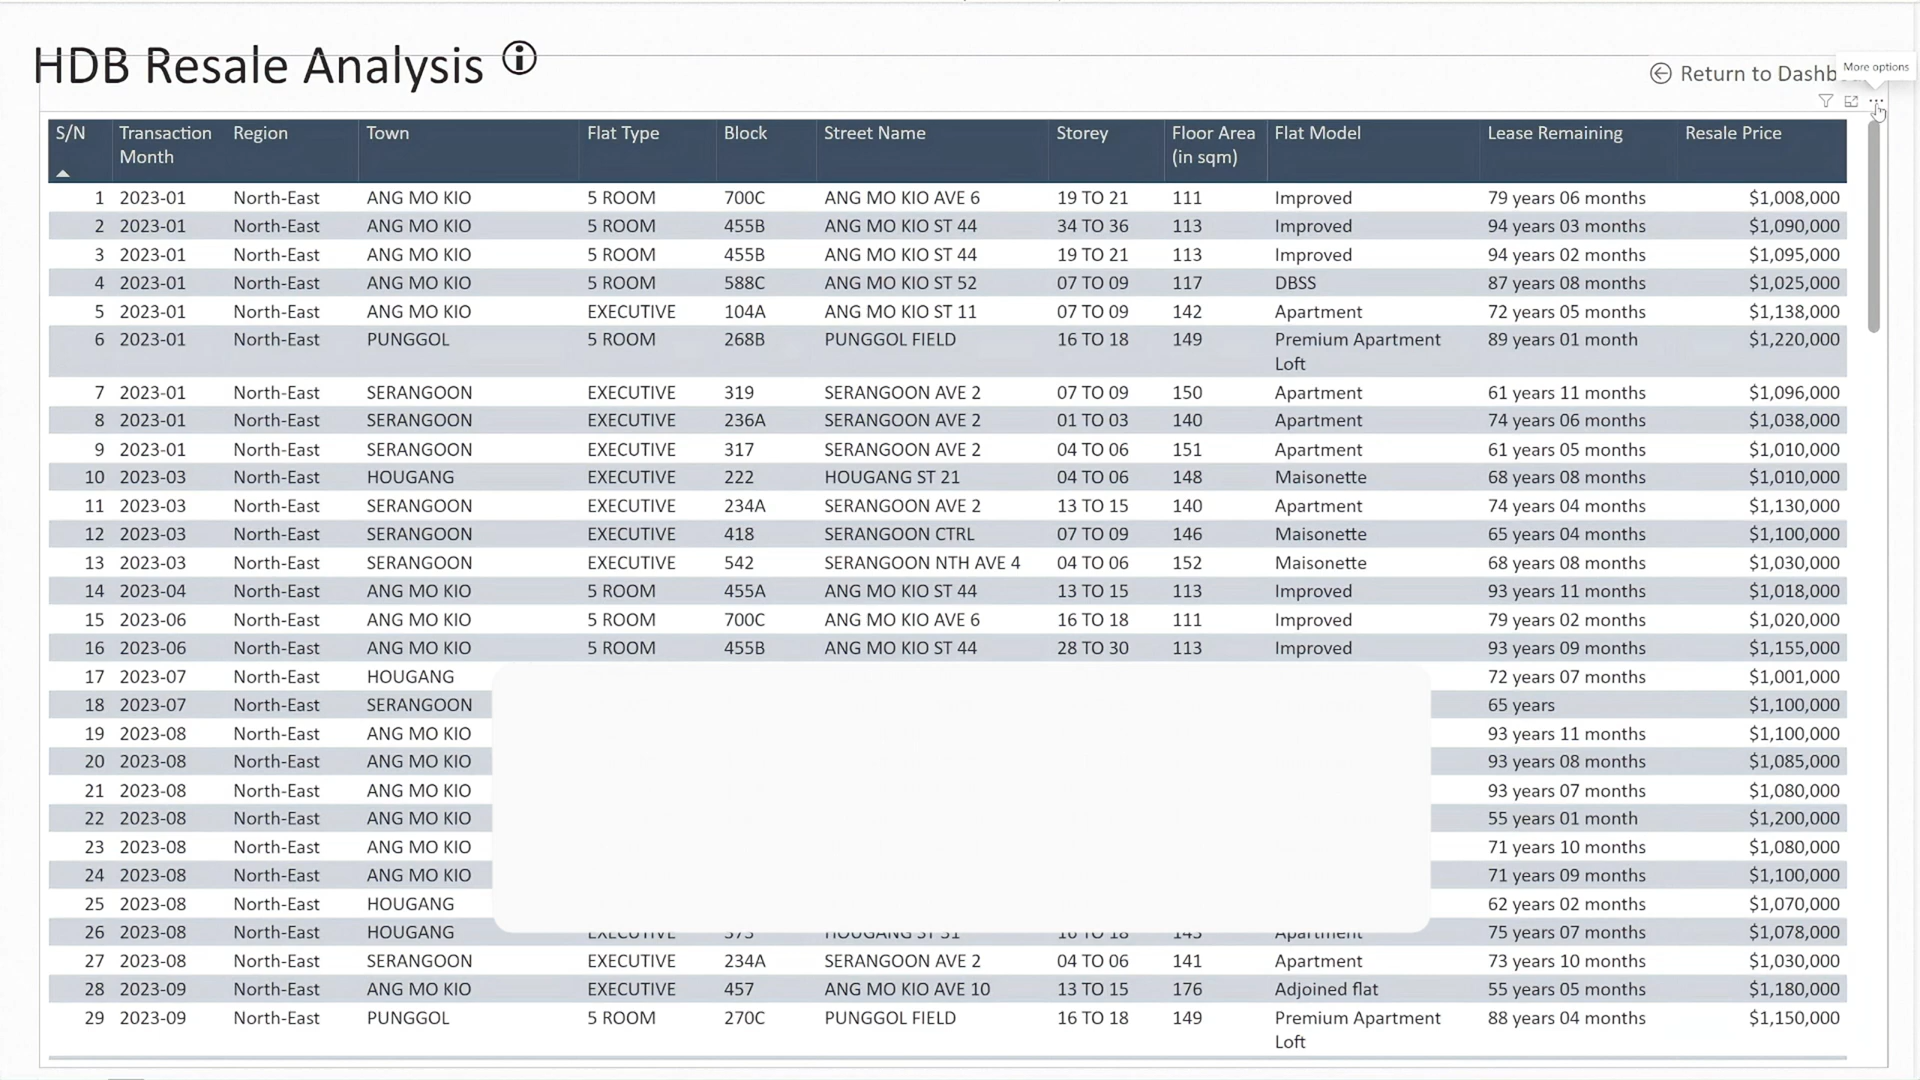 HDB Resale Analysis
Return to Dashb
More options
S/N Transaction Month Region Town Flat Type Block Street Name Storey Floor Area (in sqm) Flat Model Lease Remaining Resale Price
1 2023-01 North-East ANG MO KIO 5 ROOM 700C ANG MO KIO AVE 6 19 TO 21 111 Improved 79 years 06 months $1,008,000
2 2023-01 North-East ANG MO KIO 5 ROOM 455B ANG MO KIO ST 44 34 TO 36 113 Improved 94 years 03 months $1,090,000
3 2023-01 North-East ANG MO KIO 5 ROOM 455B ANG MO KIO ST 44 19 TO 21 113 Improved 94 years 02 months $1,095,000
4 2023-01 North-East ANG MO KIO 5 ROOM 588C ANG MO KIO ST 52 07 TO 09 117 DBSS 87 years 08 months $1,025,000
5 2023-01 North-East ANG MO KIO EXECUTIVE 104A ANG MO KIO ST 11 07 TO 09 142 Apartment 72 years 05 months $1,138,000
6 2023-01 North-East PUNGGOL 5 ROOM 268B PUNGGOL FIELD 16 TO 18 149 Premium Apartment Loft 89 years 01 month $1,220,000
7 2023-01 North-East SERANGOON EXECUTIVE 319 SERANGOON AVE 2 07 TO 09 150 Apartment 61 years 11 months $1,096,000
8 2023-01 North-East SERANGOON EXECUTIVE 236A SERANGOON AVE 2 01 TO 03 140 Apartment 74 years 06 months $1,038,000
9 2023-01 North-East SERANGOON EXECUTIVE 317 SERANGOON AVE 2 04 TO 06 151 Apartment 61 years 05 months $1,010,000
10 2023-03 North-East HOUGANG EXECUTIVE 222 HOUGANG ST 21 04 TO 06 148 Maisonette 68 years 08 months $1,010,000
11 2023-03 North-East SERANGOON EXECUTIVE 234A SERANGOON AVE 2 13 TO 15 140 Apartment 74 years 04 months $1,130,000
12 2023-03 North-East SERANGOON EXECUTIVE 418 SERANGOON CTRL 07 TO 09 146 Maisonette 65 years 04 months $1,100,000
13 2023-03 North-East SERANGOON EXECUTIVE 542 SERANGOON NTH AVE 4 04 TO 06 152 Maisonette 68 years 08 months $1,030,000
14 2023-04 North-East ANG MO KIO 5 ROOM 455A ANG MO KIO ST 44 13 TO 15 113 Improved 93 years 11 months $1,018,000
15 2023-06 North-East ANG MO KIO 5 ROOM 700C ANG MO KIO AVE 6 16 TO 18 111 Improved 79 years 02 months $1,020,000
16 2023-06 North-East ANG MO KIO 5 ROOM 455B ANG MO KIO ST 44 28 TO 30 113 Improved 93 years 09 months $1,155,000
17 2023-07 North-East HOUGANG 72 years 07 months $1,001,000
18 2023-07 North-East SERANGOON 65 years $1,100,000
19 2023-08 North-East ANG MO KIO 93 years 11 months $1,100,000
20 2023-08 North-East ANG MO KIO 93 years 08 months $1,085,000
21 2023-08 North-East ANG MO KIO 93 years 07 months $1,080,000
22 2023-08 North-East ANG MO KIO 55 years 01 month $1,200,000
23 2023-08 North-East ANG MO KIO 71 years 10 months $1,080,000
24 2023-08 North-East ANG MO KIO 71 years 09 months $1,100,000
25 2023-08 North-East HOUGANG 62 years 02 months $1,070,000
26 2023-08 North-East HOUGANG EXECUTIVE HOUGANG Apartment 75 years 07 months $1,078,000
27 2023-08 North-East SERANGOON EXECUTIVE 234A SERANGOON AVE 2 04 TO 06 141 Apartment 73 years 10 months $1,030,000
28 2023-09 North-East ANG MO KIO EXECUTIVE 457 ANG MO KIO AVE 10 13 TO 15 176 Adjoined flat 55 years 05 months $1,180,000
29 2023-09 North-East PUNGGOL 5 ROOM 270C PUNGGOL FIELD 16 TO 18 149 Premium Apartment Loft 88 years 04 months $1,150,000